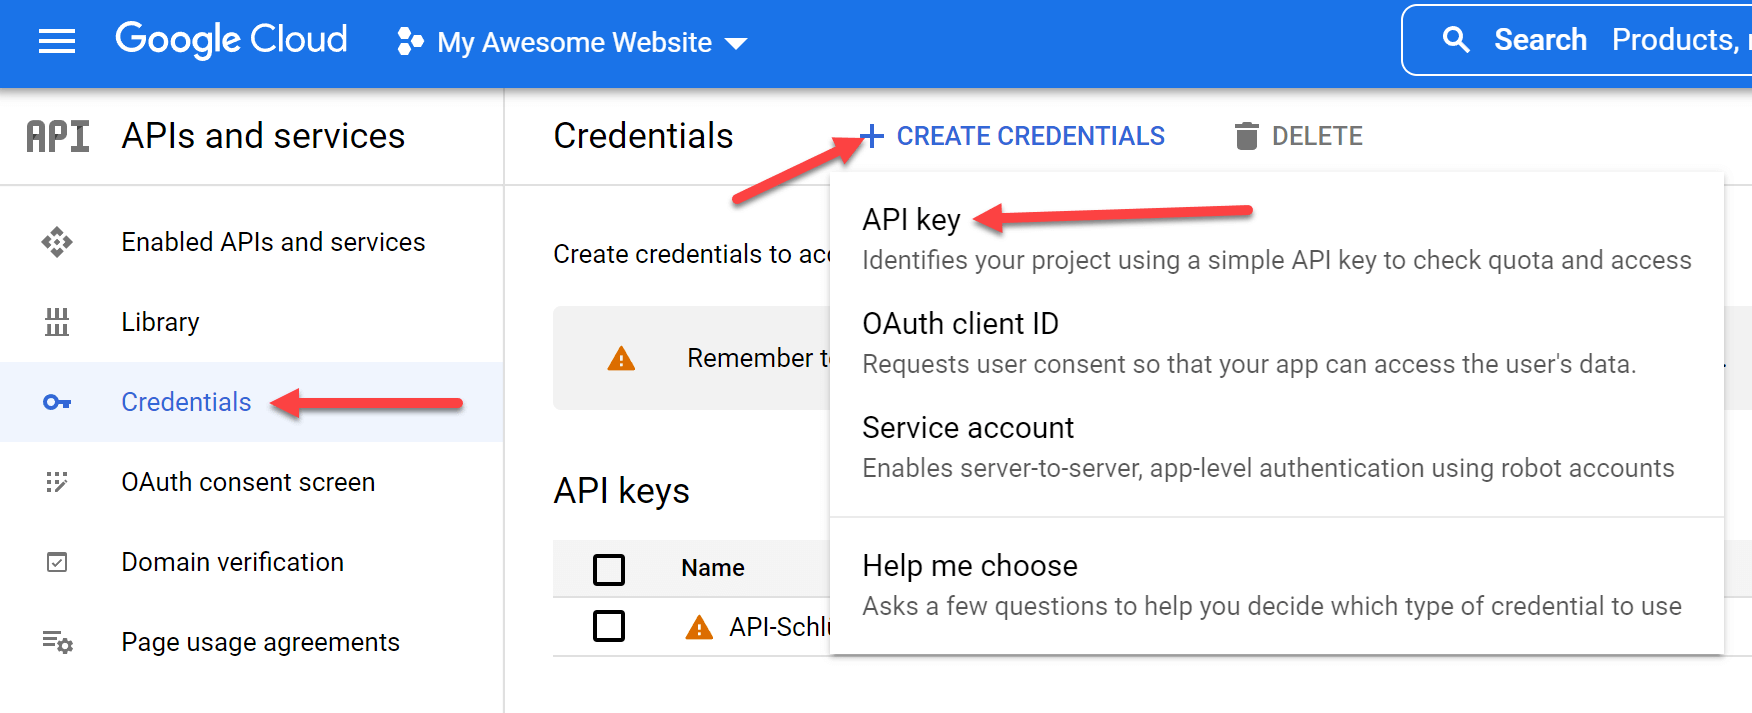 Google Cloud My Awesome Website Search Products,
API APIs and services
Credentials + CREATE CREDENTIALS DELETE
Enabled APIs and services
Library
Credentials
OAuth consent screen
Domain verification
Page usage agreements
Create credentials to
Remember
API keys
Name
API key
Identifies your project using a simple API key to check quota and access
OAuth client ID
Requests user consent so that your app can access the user's data.
Service account
Enables server-to-server, app-level authentication using robot accounts
Help me choose
Asks a few questions to help you decide which type of credential to use